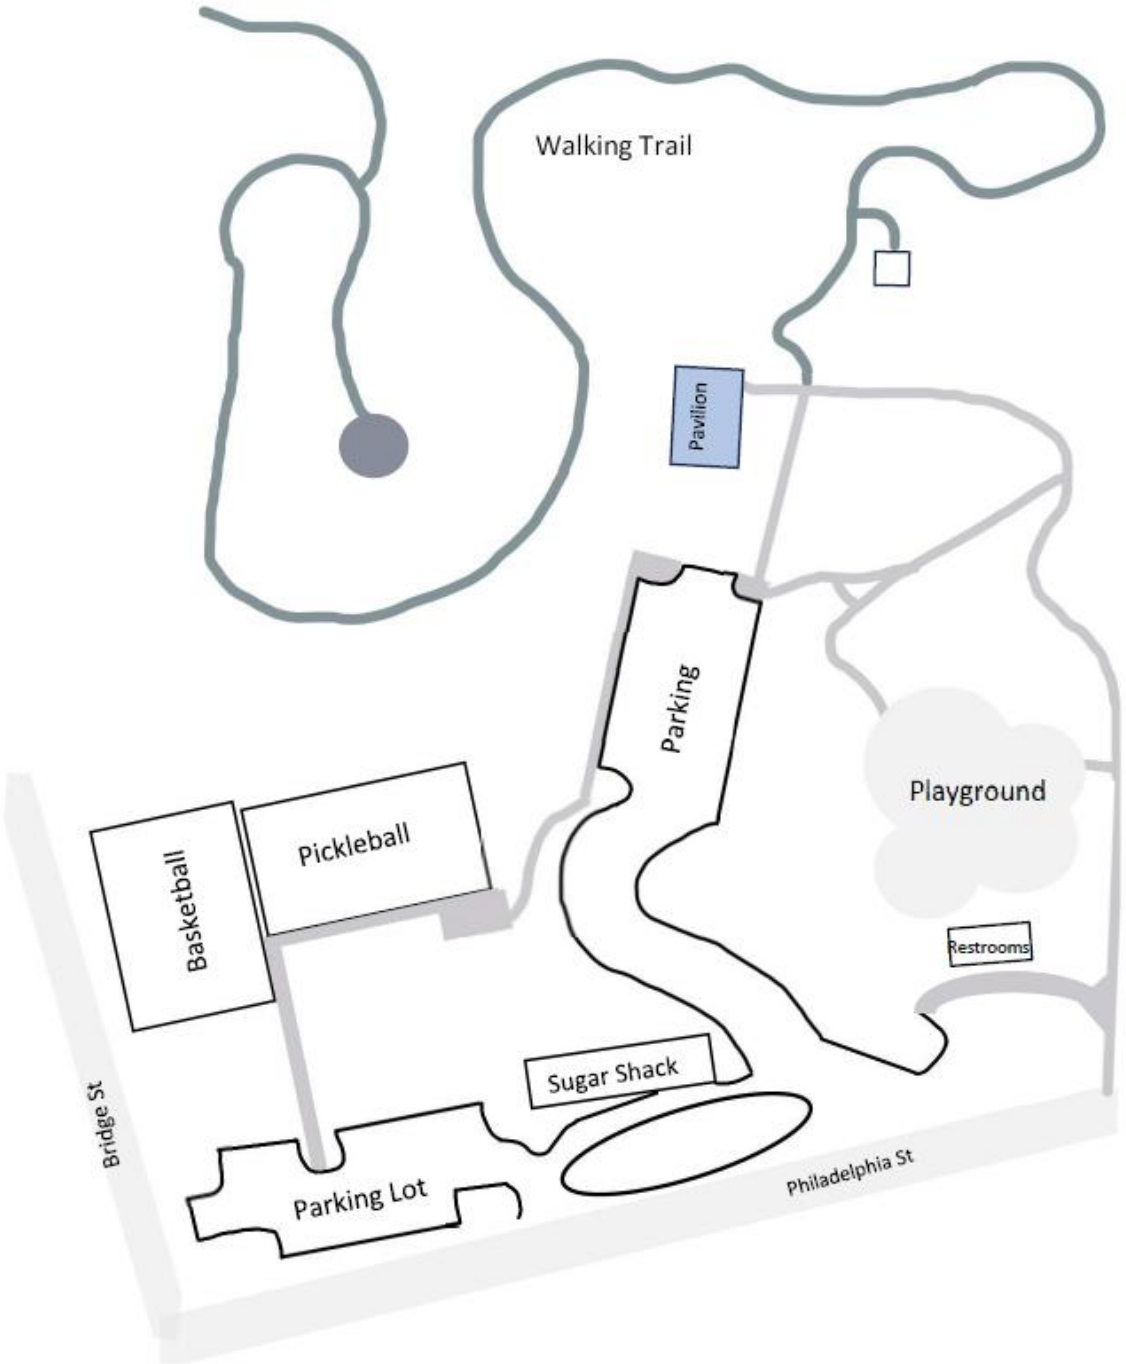 Walking Trail
Pavilion
Parking
Playground
Pickleball
Basketball
Restrooms
Sugar Shack
Bridge St
Parking Lot
Philadelphia St